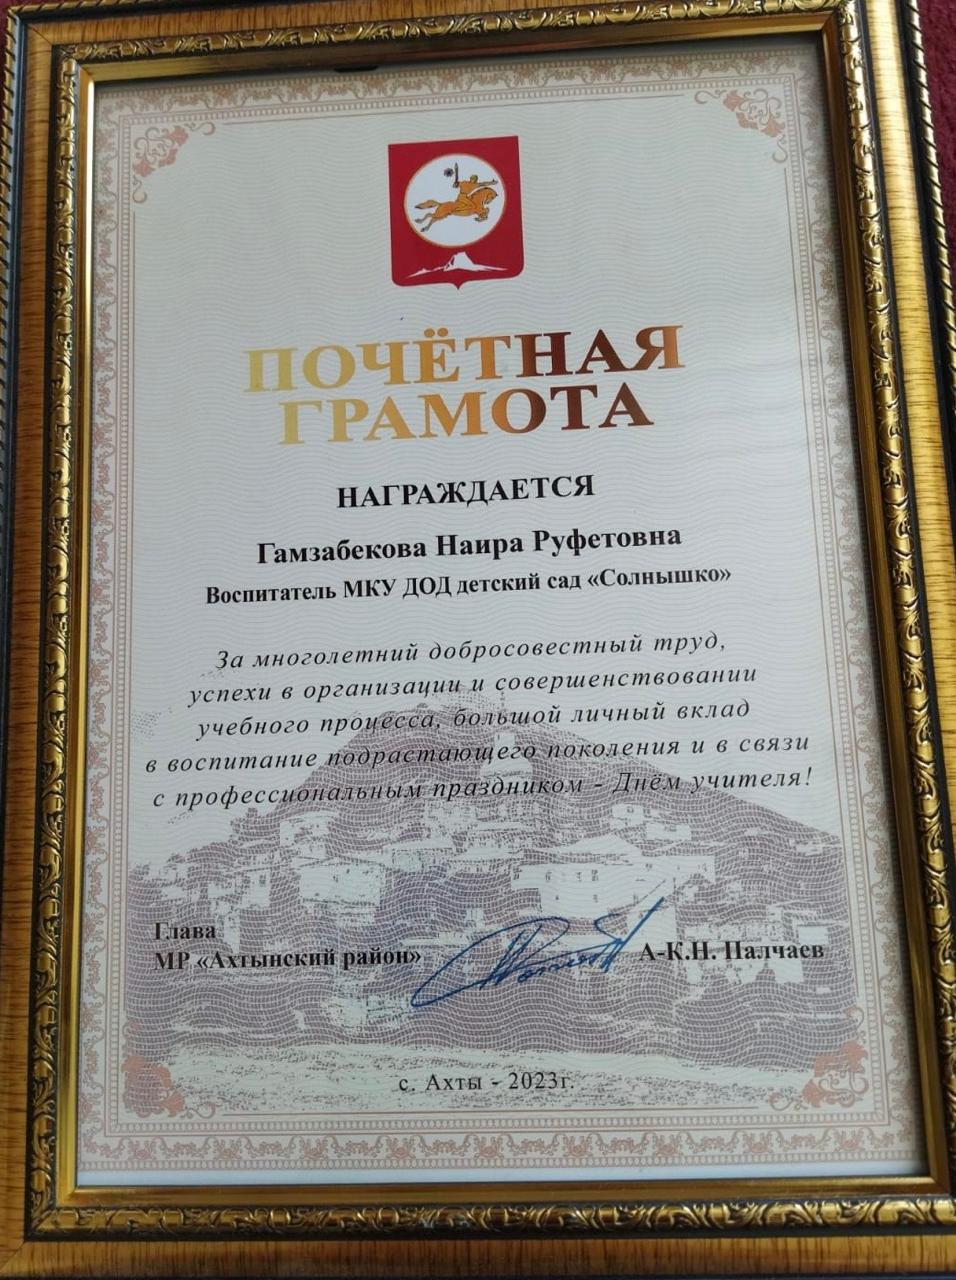 ПОЧЁТНАЯ
ГРАМОТА
НАГРАЖДАЕТСЯ
Гамзабекова Наира Руфетовна
Воспитатель МКУ ДОД детский сад «Солнышко»
За многолетний добросовестный труд,
успехи в организации и совершенствовании
учебного процесса, большой личный вклад
в воспитание подрастающего поколения и в связи
с профессиональным праздником - Днём учителя!
Глава
МР «Ахтынский район»
А-К.Н. Палчаев
с. Ахты - 2023г.